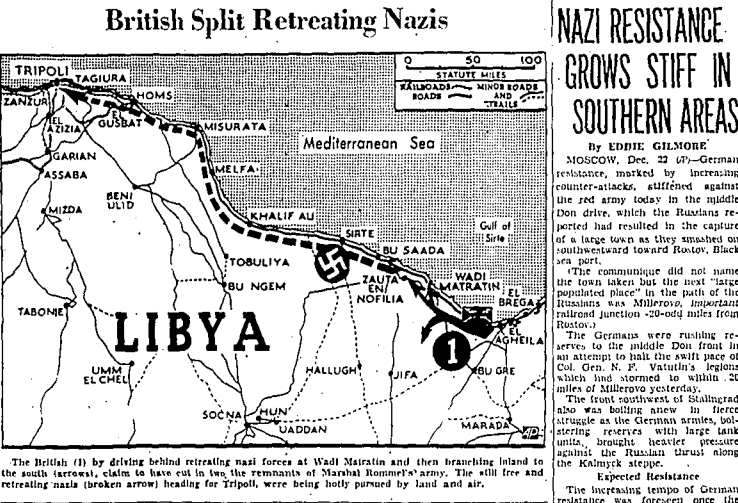 British Split Retreating Nazis
0 50 100
STATUTE MILES
RAILROADS MINOR ROADS
ROADS AND
TRAILS
TRIPOLI
TAGIURA
ZANZUR
HOMS
EL
AZIZIA
EL
GUSBAT
MISURATA
GARIAN
ASSABA
Mediterranean Sea
MELFA
BENI
ULID
MIZDA
KHALIF AU
SIRTE
Gulf of
Sirte
BU SAADA
TOBULIYA
BU NGEM
ZAUTA
EN
NOFILIA
WADI
MATRATIN
EL
BREGA
TABONIE
LIBYA
EL
AGHEILA
1
UMM
EL CHEL
HALLUGH
JIFA
BU GRE
SOCNA
HUN
UADDAN
MARADA
AP
The British (1) by driving behind retreating nazi forces at Wadi Matratin and then branching inland to
the south (arrows), claim to have cut in two the remnants of Marshal Rommel's army. The still free and
retreating nazis (broken arrow) heading for Tripoli, were being hotly pursued by land and air.
NAZI RESISTANCE
GROWS STIFF IN
SOUTHERN AREAS
By EDDIE GILMORE
MOSCOW, Dec. 22 (AP)—German
resistance, marked by increasing
counter-attacks, stiffened against
the red army today in the middle
Don drive, which the Russians re-
ported had resulted in the capture
of a large town as they smashed on
southwestward toward Rostov, Black
sea port.
(The communique did not name
the town taken but the next "large
populated place" in the path of the
Russians was Millerovo, important
railroad junction 20-odd miles from
Rostov.)
The Germans were rushing re-
serves to the middle Don front in
an attempt to halt the swift pace of
Col. Gen. N. F. Vatutin's legions
which had stormed to within 20
miles of Millerovo yesterday.
The front southwest of Stalingrad
also was boiling anew in fierce
struggle as the German armies, bol-
stering reserves with large tank
units, brought heavier pressure
against the Russian thrust along
the Kalmyck steppe.
Expected Resistance
The increasing tempo of German
resistance was foreseen once the